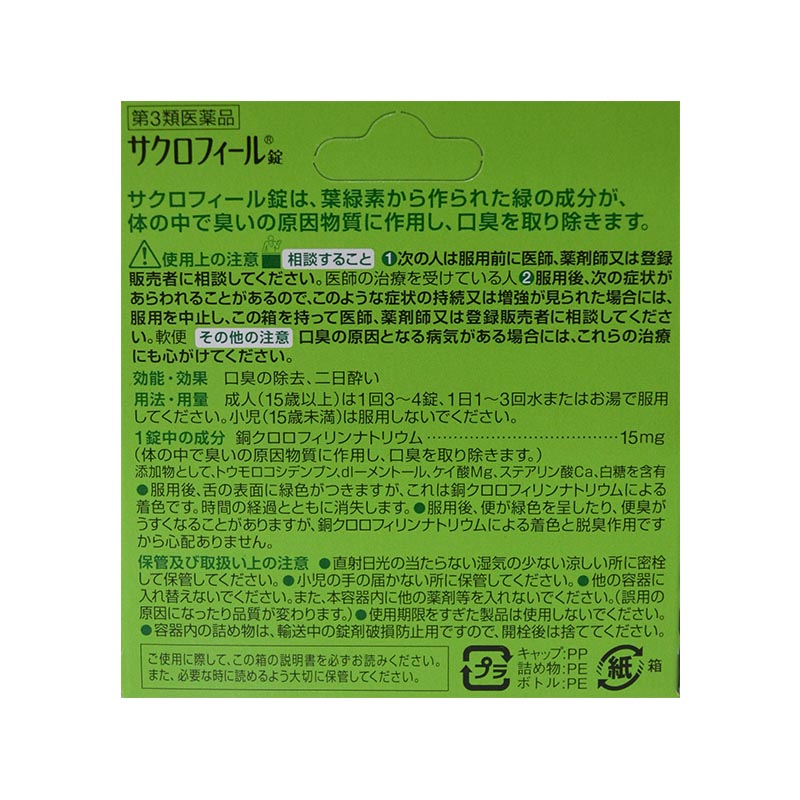 第3類医薬品
サクロフィール®錠
サクロフィール錠は、葉緑素から作られた緑の成分が、
体の中で臭いの原因物質に作用し、口臭を取り除きます。
使用上の注意 相談すること ❶次の人は服用前に医師、薬剤師又は登録
販売者に相談してください。医師の治療を受けている人❷服用後、次の症状が
あらわれることがあるので、このような症状の持続又は増強が見られた場合には、
服用を中止し、この箱を持って医師、薬剤師又は登録販売者に相談してくださ
い。軟便 その他の注意 口臭の原因となる病気がある場合には、これらの治療
にも心がけてください。
効能・効果 口臭の除去、二日酔い
用法・用量 成人(15歳以上)は1回3〜4錠、1日1〜3回水またはお湯で服用
してください。小児(15歳未満)は服用しないでください。
1錠中の成分 銅クロロフィリンナトリウム……………………………15mg
(体の中で臭いの原因物質に作用し、口臭を取り除きます。)
添加物として、トウモロコシデンプン、dl-メントール、ケイ酸Mg、ステアリン酸Ca、白糖を含有
●服用後、舌の表面に緑色がつきますが、これは銅クロロフィリンナトリウムによる
着色です。時間の経過とともに消失します。●服用後、便が緑色を呈したり、便臭が
うすくなることがありますが、銅クロロフィリンナトリウムによる着色と脱臭作用です
から心配ありません。
保管及び取扱い上の注意 ●直射日光の当たらない湿気の少ない涼しい所に密栓
して保管してください。●小児の手の届かない所に保管してください。●他の容器に
入れ替えないでください。また、本容器内に他の薬剤等を入れないでください。(誤用の
原因になったり品質が変わります。)●使用期限をすぎた製品は使用しないでください。
●容器内の詰め物は、輸送中の錠剤破損防止用ですので、開栓後は捨ててください。
ご使用に際して、この箱の説明書を必ずお読みください。
また、必要な時に読めるよう大切に保管してください。
プラ
キャップ:PP
詰め物:PE
ボトル:PE
紙 箱